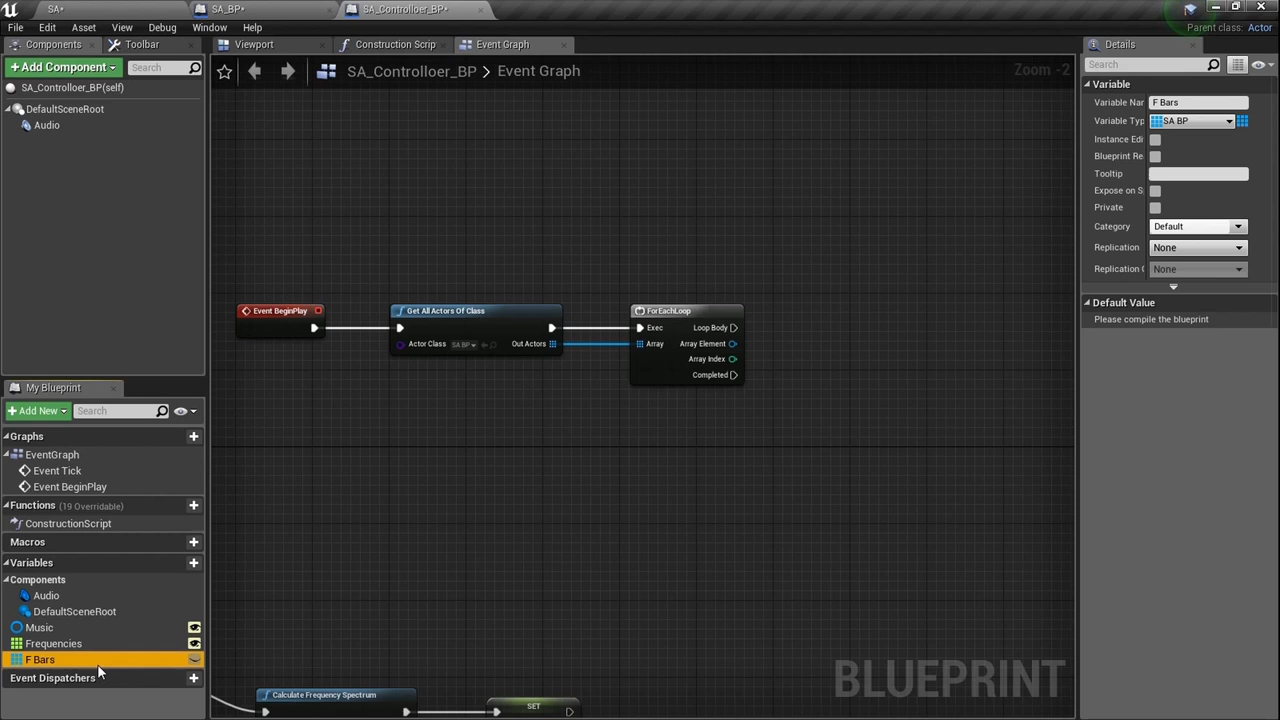 SA*
SA_BP*
SA_Controlloer_BP*
File Edit Asset View Debug Window Help
Parent class: Actor
Components
Toolbar
Viewport
Construction Scrip
Event Graph
Details
+Add Component
Search
SA_Controlloer_BP(self)
DefaultSceneRoot
Audio
SA_Controlloer_BP > Event Graph
Zoom -2
Search
Variable
Variable Nar F Bars
Variable Typ SA BP
Instance Edi
Blueprint Re
Tooltip
Expose on S
Private
Category Default
Replication None
Replication C None
Default Value
Please compile the blueprint
Event BeginPlay
Get All Actors Of Class
Actor Class SA BP Out Actors
ForEachLoop
Exec Loop Body
Array Array Element
Array Index
Completed
My Blueprint
+Add New
Search
Graphs
EventGraph
Event Tick
Event BeginPlay
Functions (19 Overridable)
ConstructionScript
Macros
Variables
Components
Audio
DefaultSceneRoot
Music
Frequencies
F Bars
Event Dispatchers
Calculate Frequency Spectrum
SET
BLUEPRINT